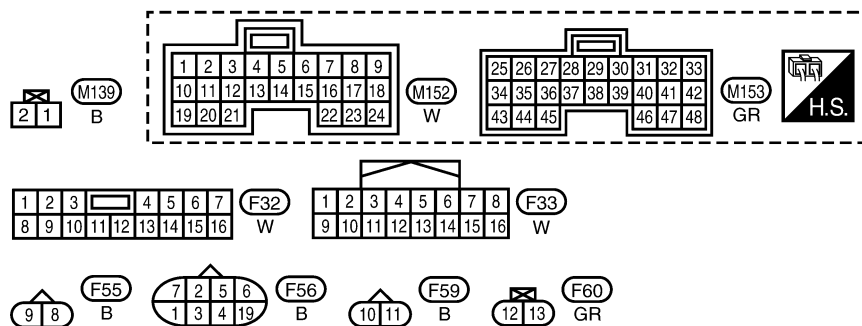 1 2 3 4 5 6 7 8 9
10 11 12 13 14 15 16 17 18
19 20 21 22 23 24
M152
W
25 26 27 28 29 30 31 32 33
34 35 36 37 38 39 40 41 42
43 44 45 46 47 48
M153
GR
H.S.
2 1
M139
B
1 2 3 4 5 6 7
8 9 10 11 12 13 14 15 16
F32
W
1 2 3 4 5 6 7 8
9 10 11 12 13 14 15 16
F33
W
9 8
F55
B
7 2 5 6
1 3 4 19
F56
B
10 11
F59
B
12 13
F60
GR